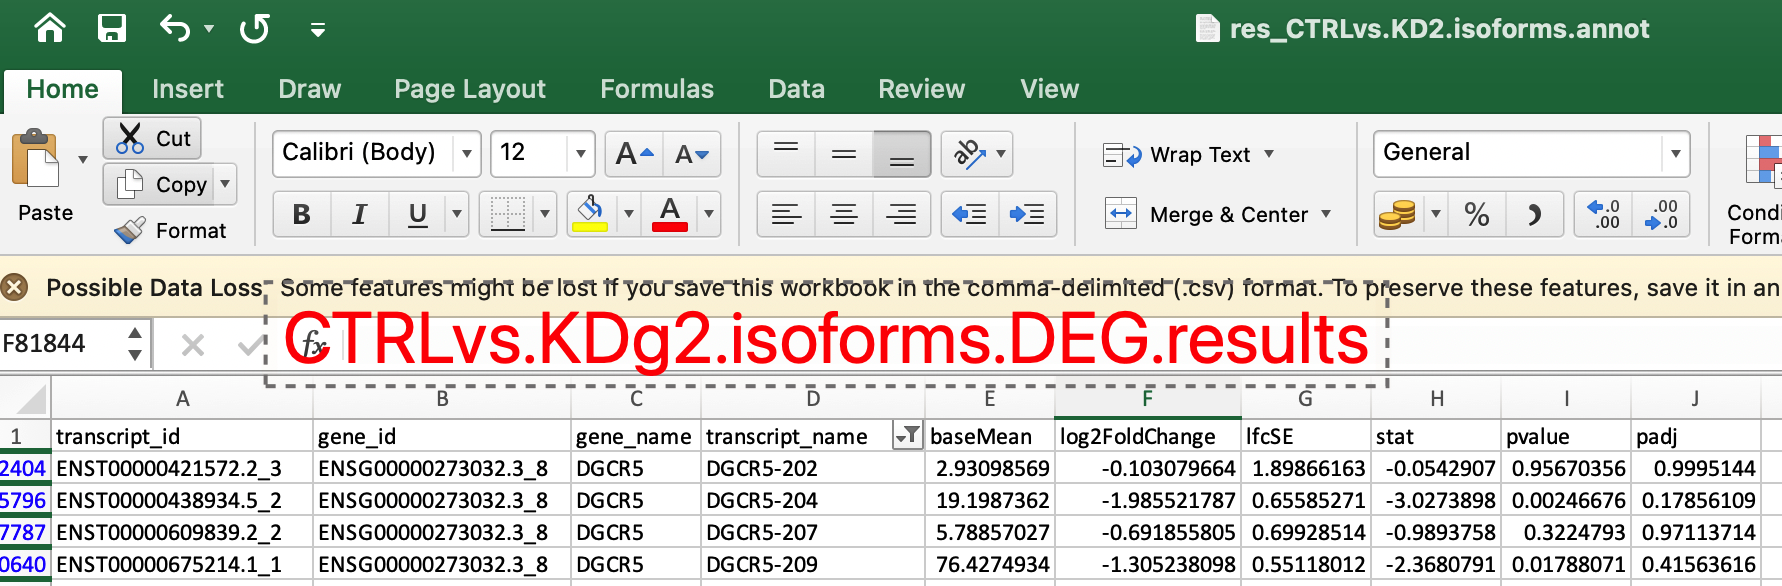 res_CTRLvs.KD2.isoforms.annot
Home Insert Draw Page Layout Formulas Data Review View
Paste
Cut
Copy
Format
Calibri (Body) 12 A A
B I U A
ab
Wrap Text
Merge & Center
General
% .0 .00 .00 .0
Condi
Forma
Possible Data Loss Some features might be lost if you save this workbook in the comma-delimited (.csv) format. To preserve these features, save it in an
F81844 fx
CTRLvs.KDg2.isoforms.DEG.results
A B C D E F G H I J
1 transcript_id gene_id gene_name transcript_name baseMean log2FoldChange lfcSE stat pvalue padj
2404 ENST00000421572.2_3 ENSG00000273032.3_8 DGCR5 DGCR5-202 2.93098569 -0.103079664 1.89866163 -0.0542907 0.95670356 0.9995144
5796 ENST00000438934.5_2 ENSG00000273032.3_8 DGCR5 DGCR5-204 19.1987362 -1.985521787 0.65585271 -3.0273898 0.00246676 0.17856109
7787 ENST00000609839.2_2 ENSG00000273032.3_8 DGCR5 DGCR5-207 5.78857027 -0.691855805 0.69928514 -0.9893758 0.3224793 0.97113714
0640 ENST00000675214.1_1 ENSG00000273032.3_8 DGCR5 DGCR5-209 76.4274934 -1.305238098 0.55118012 -2.3680791 0.01788071 0.41563616